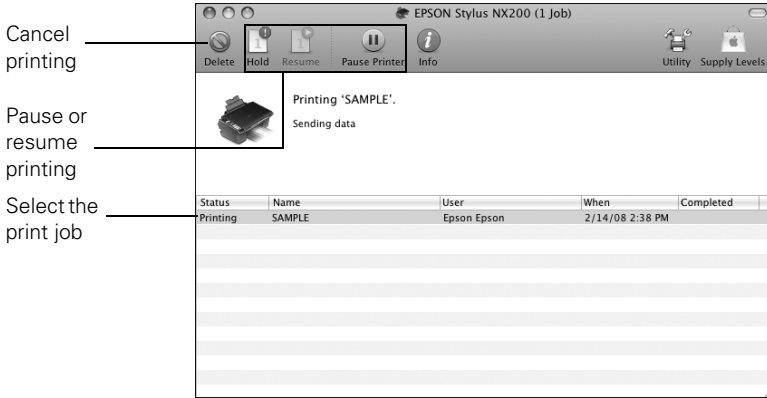 EPSON Stylus NX200 (1 Job)
Cancel
printing
Delete Hold Resume Pause Printer Info Utility Supply Levels
Printing ‘SAMPLE’.
Sending data
Pause or
resume
printing
Select the
print job
Status Name User When Completed
Printing SAMPLE Epson Epson 2/14/08 2:38 PM